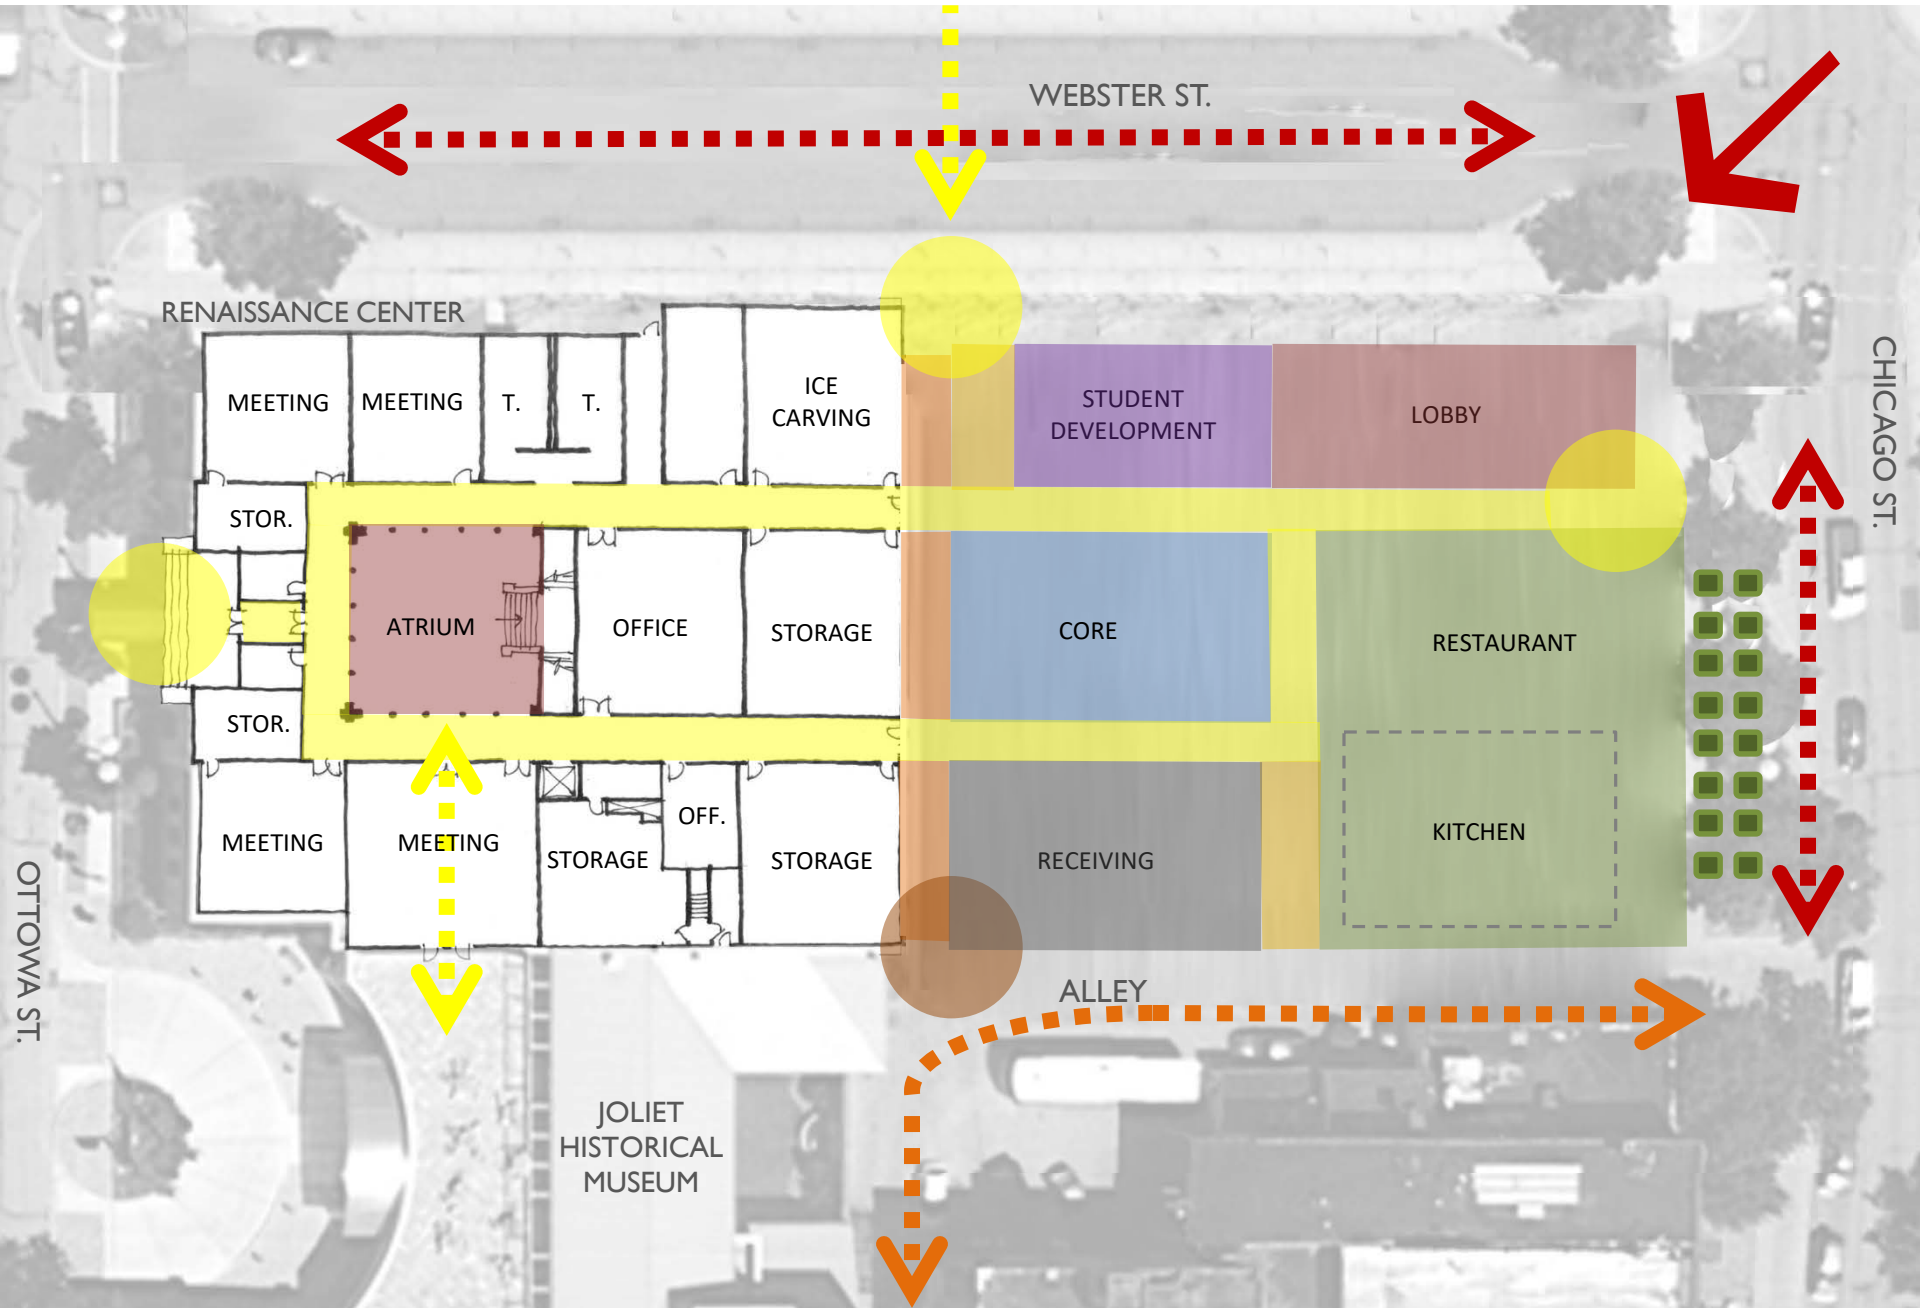 WEBSTER ST.
RENAISSANCE CENTER
CHICAGO ST.
MEETING
MEETING
T.
T.
ICE
CARVING
STUDENT
DEVELOPMENT
LOBBY
STOR.
ATRIUM
OFFICE
STORAGE
CORE
RESTAURANT
STOR.
MEETING
MEETING
STORAGE
OFF.
STORAGE
RECEIVING
KITCHEN
OTTOWA ST.
ALLEY
JOLIET
HISTORICAL
MUSEUM